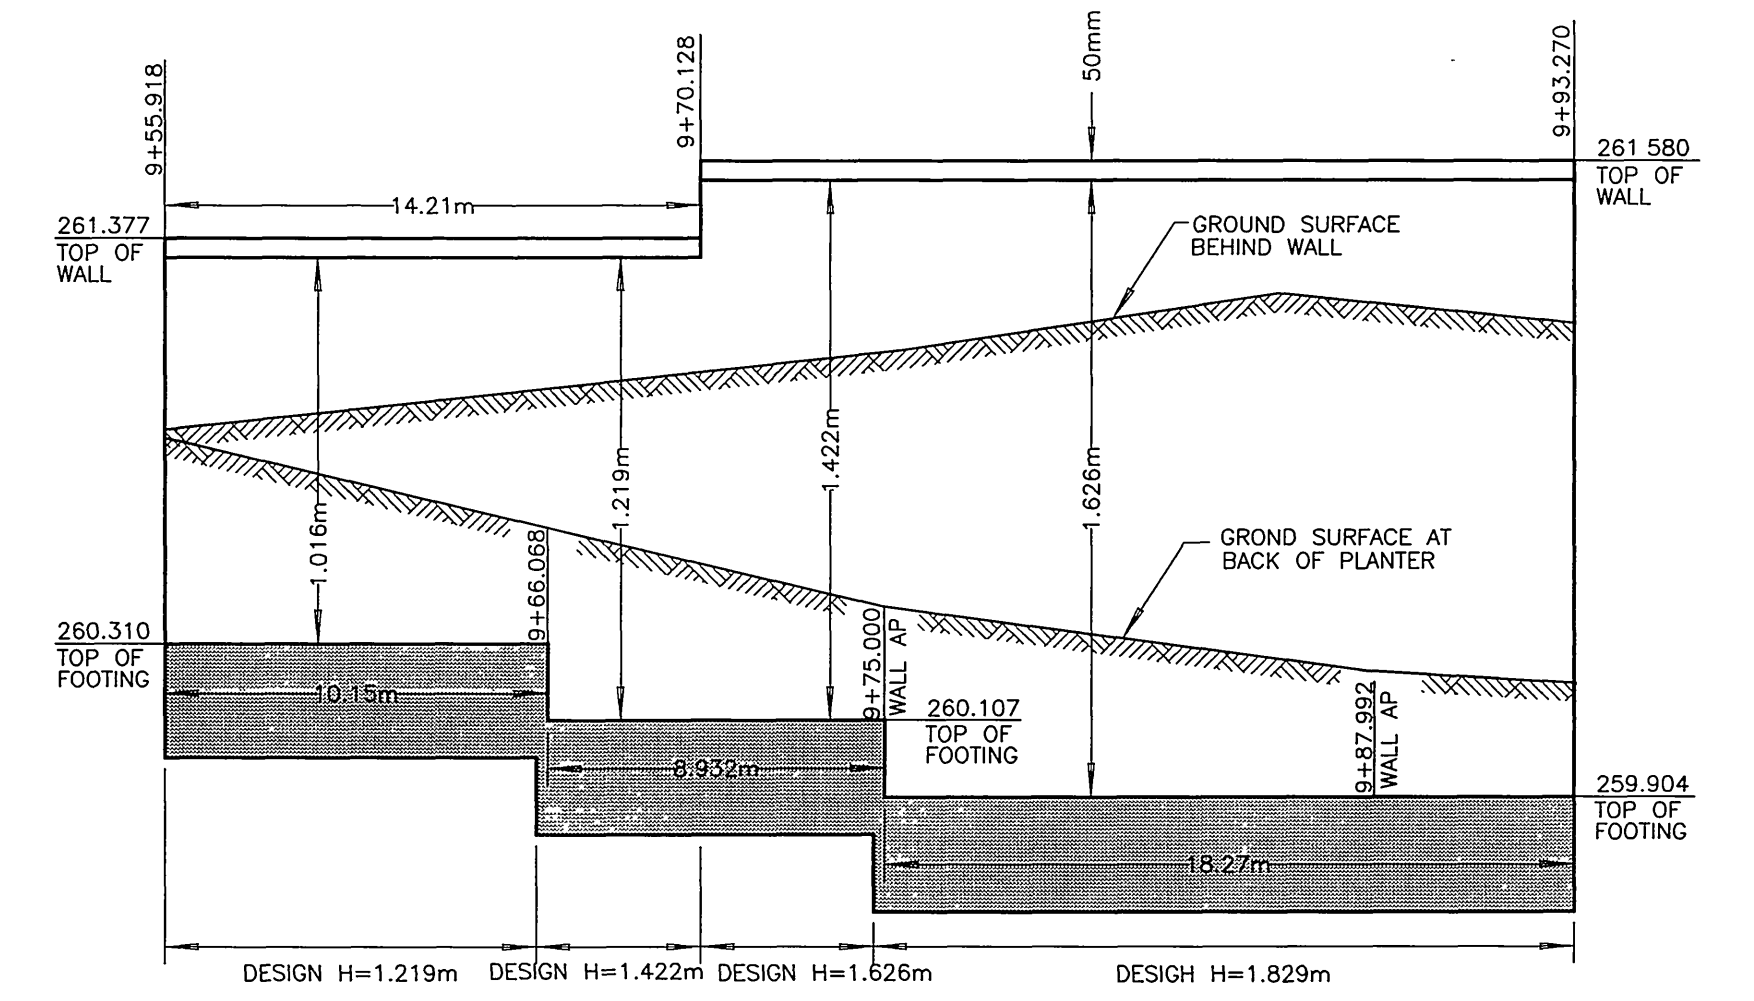 9+55.918
9+70.128
50mm
9+93.270
261 580
TOP OF
WALL
14.21m
261.377
TOP OF
WALL
GROUND SURFACE
BEHIND WALL
1.016m
1.219m
1.422m
1.626m
GROND SURFACE AT
BACK OF PLANTER
9+66.068
9+75.000
WALL AP
260.310
TOP OF
FOOTING
10.15m
260.107
TOP OF
FOOTING
9+87.992
WALL AP
8.932m
259.904
TOP OF
FOOTING
18.27m
DESIGN H=1.219m
DESIGN H=1.422m
DESIGN H=1.626m
DESIGH H=1.829m